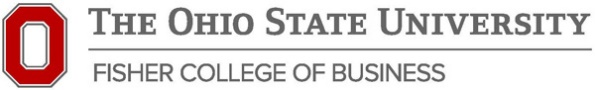 THE OHIO STATE UNIVERSITY
FISHER COLLEGE OF BUSINESS